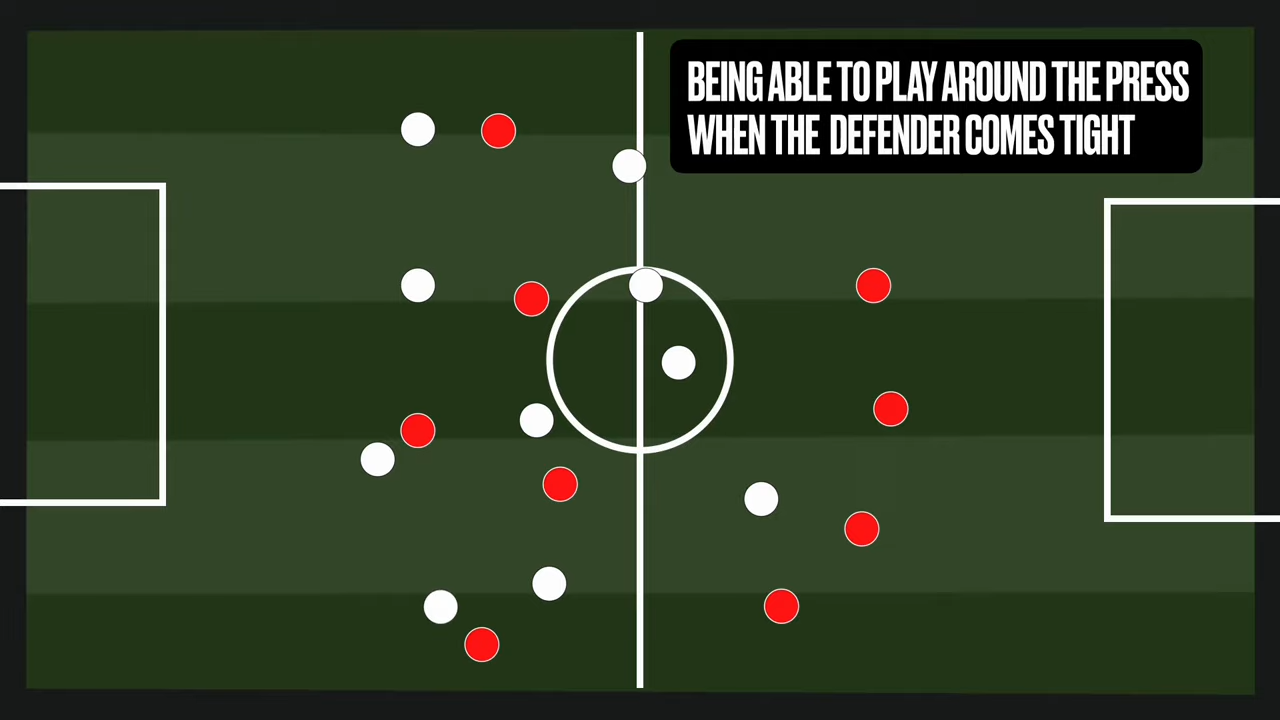 BEING ABLE TO PLAY AROUND THE PRESS
WHEN THE DEFENDER COMES TIGHT